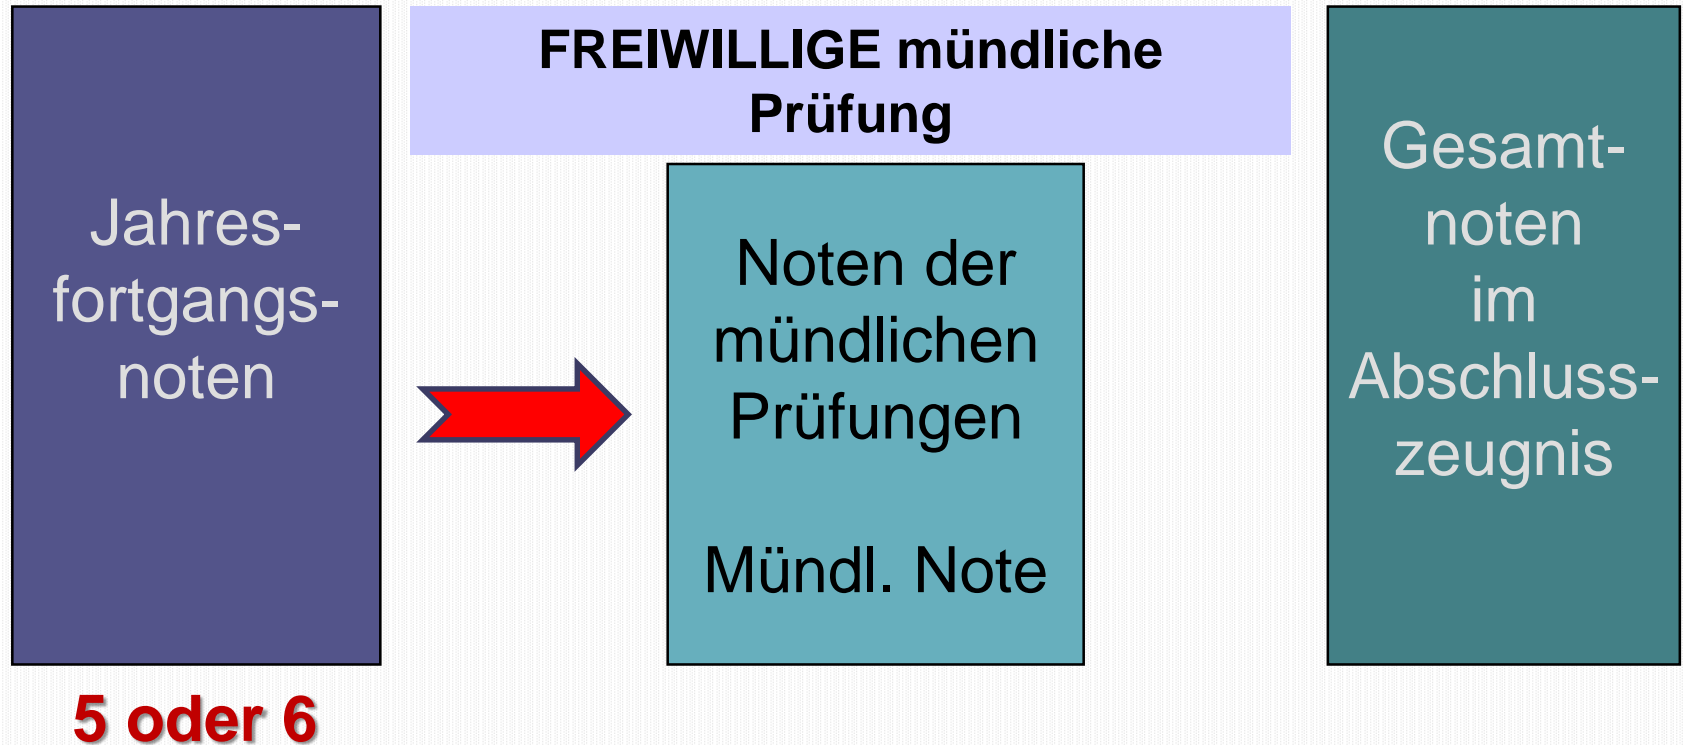 FREIWILLIGE mündliche
Prüfung
Jahres-
fortgangs-
noten
5 oder 6
Noten der
mündlichen
Prüfungen
Mündl. Note
Gesamt-
noten
im
Abschluss-
zeugnis